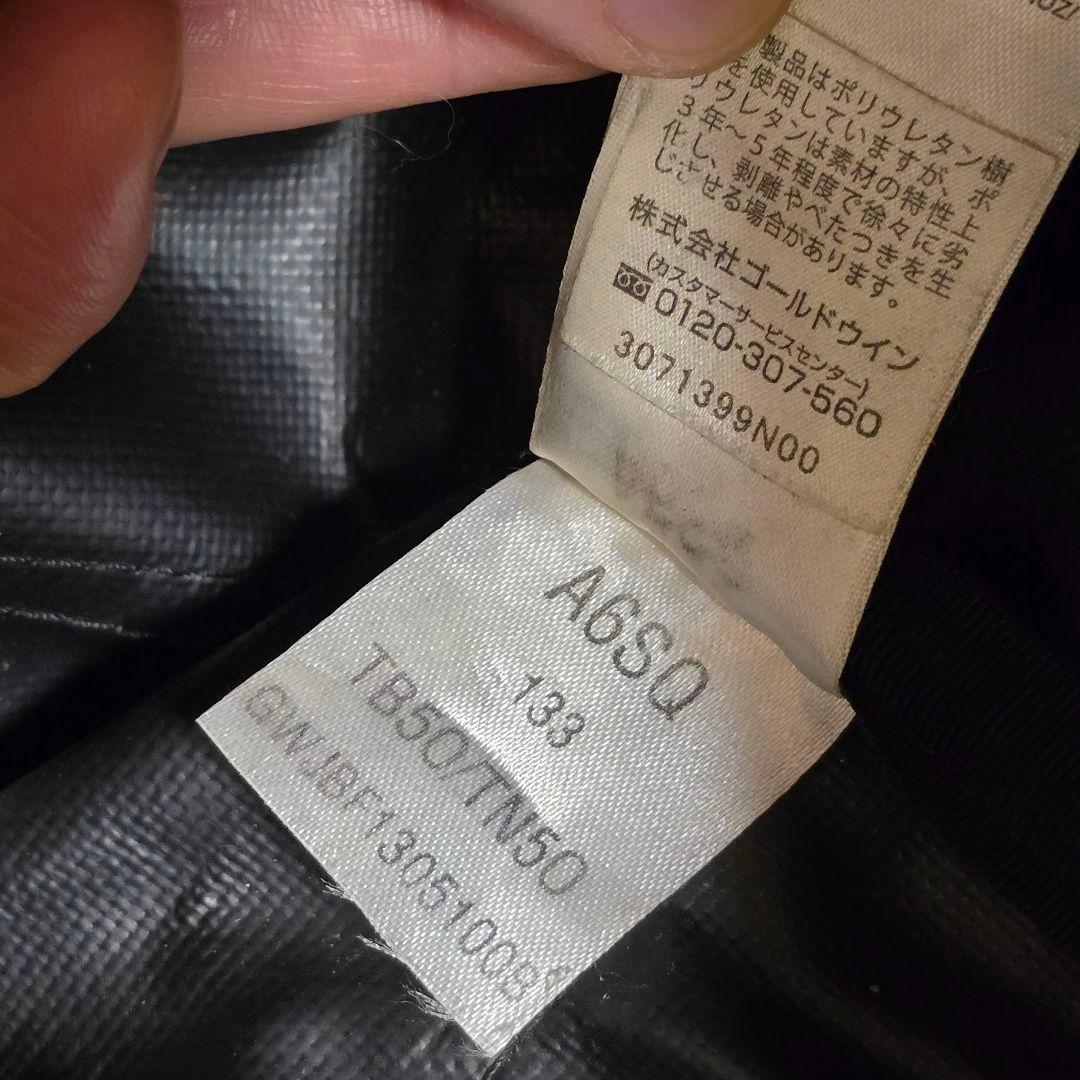 製品はポリウレタン樹
を使用していますが、ポ
リウレタンは素材の特性上
3年〜5年程度で徐々に劣
化し、剥離やべたつきを生
じさせる場合があります。
株式会社ゴールドウイン
(カスタマーサービスセンター)
0120-307-560
3071399N00
A6SQ
133
TB50/TN50